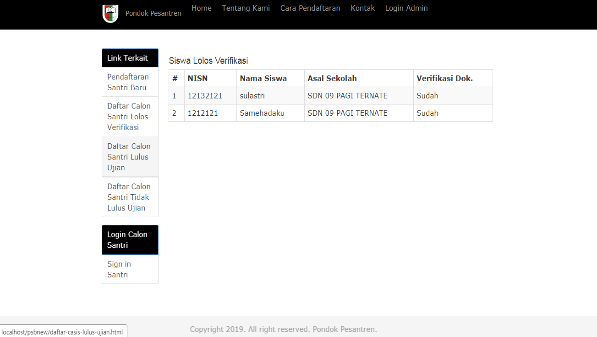 Pondok Pesantren Home Tentang Kami Cara Pendaftaran Kontak Login Admin
Link Terkait
Pendaftaran
Santri Baru
Daftar Calon
Santri Lolos
Verifikasi
Daftar Calon
Santri Lulus
Ujian
Daftar Calon
Santri Tidak
Lulus Ujian
Login Calon
Santri
Sign in
Santri
Siswa Lolos Verifikasi
# NISN Nama Siswa Asal Sekolah Verifikasi Dok.
1 12132121 sulastri SDN 09 PAGI TERNATE Sudah
2 1212121 Samehadaku SDN 09 PAGI TERNATE Sudah
Copyright 2019. All right reserved. Pondok Pesantren.
localhost/psbnew/daftar-casis-lulus-ujian.html